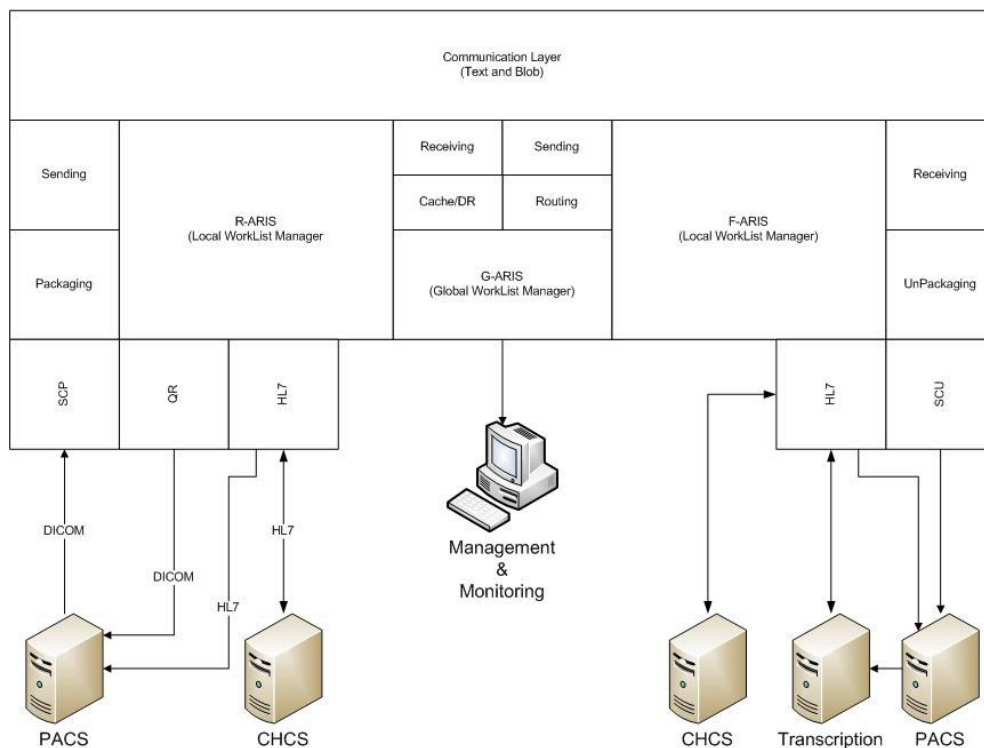 Communication Layer
(Text and Blob)
Sending
R-ARIS
(Local WorkList Manager
Receiving
Sending
Cache/DR
Routing
F-ARIS
(Local WorkList Manager)
Receiving
Packaging
G-ARIS
(Global WorkList Manager)
UnPackaging
SCP
QR
HL7
HL7
SCU
DICOM
DICOM
HL7
HL7
Management
&
Monitoring
PACS
CHCS
CHCS
Transcription
PACS